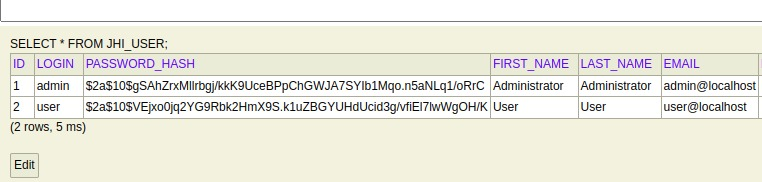 SELECT * FROM JHI_USER;
ID LOGIN PASSWORD_HASH FIRST_NAME LAST_NAME EMAIL
1 admin $2a$10$gSAhZrxMllrbgj/kkK9UceBPpChGWJA7SYIb1Mqo.n5aNLq1/oRrC Administrator Administrator admin@localhost
2 user $2a$10$VEjxo0jq2YG9Rbk2HmX9S.k1uZBGYUHdUcid3g/vfiEl7lwWgOH/K User User user@localhost
(2 rows, 5 ms)
Edit